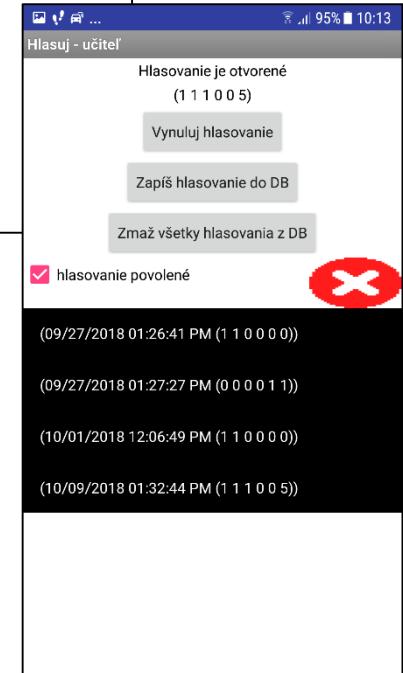 ... 95% 10:13
Hlasuj - učiteľ
Hlasovanie je otvorené
(1 1 1 0 0 5)
Vynuluj hlasovanie
Zapíš hlasovanie do DB
Zmaž všetky hlasovania z DB
hlasovanie povolené
(09/27/2018 01:26:41 PM (1 1 0 0 0 0))
(09/27/2018 01:27:27 PM (0 0 0 0 1 1))
(10/01/2018 12:06:49 PM (1 1 0 0 0 0))
(10/09/2018 01:32:44 PM (1 1 1 0 0 5))